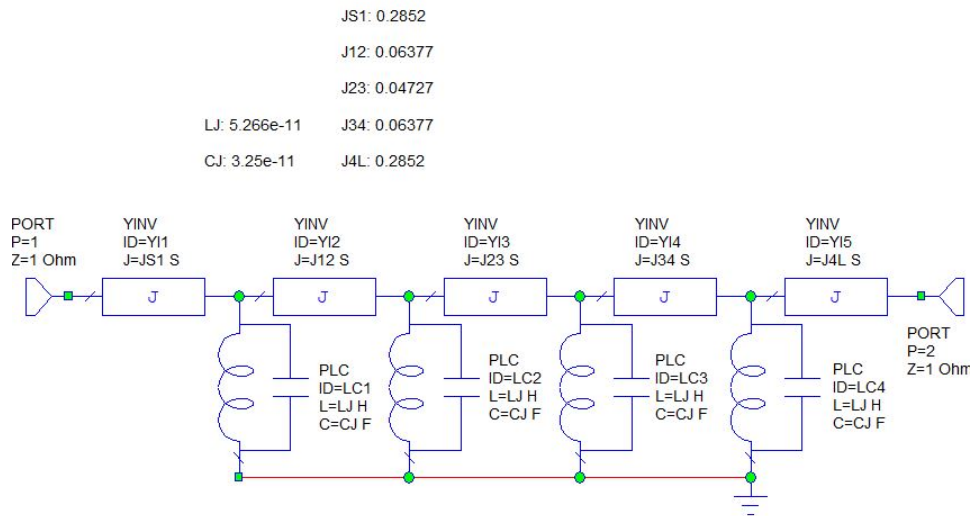 JS1: 0.2852
J12: 0.06377
J23: 0.04727
LJ: 5.266e-11 J34: 0.06377
CJ: 3.25e-11 J4L: 0.2852
PORT
P=1
Z=1 Ohm
YINV
ID=YI1
J=JS1 S
YINV
ID=YI2
J=J12 S
YINV
ID=YI3
J=J23 S
YINV
ID=YI4
J=J34 S
YINV
ID=YI5
J=J4L S
J
J
J
J
J
PORT
P=2
Z=1 Ohm
PLC
ID=LC1
L=LJ H
C=CJ F
PLC
ID=LC2
L=LJ H
C=CJ F
PLC
ID=LC3
L=LJ H
C=CJ F
PLC
ID=LC4
L=LJ H
C=CJ F